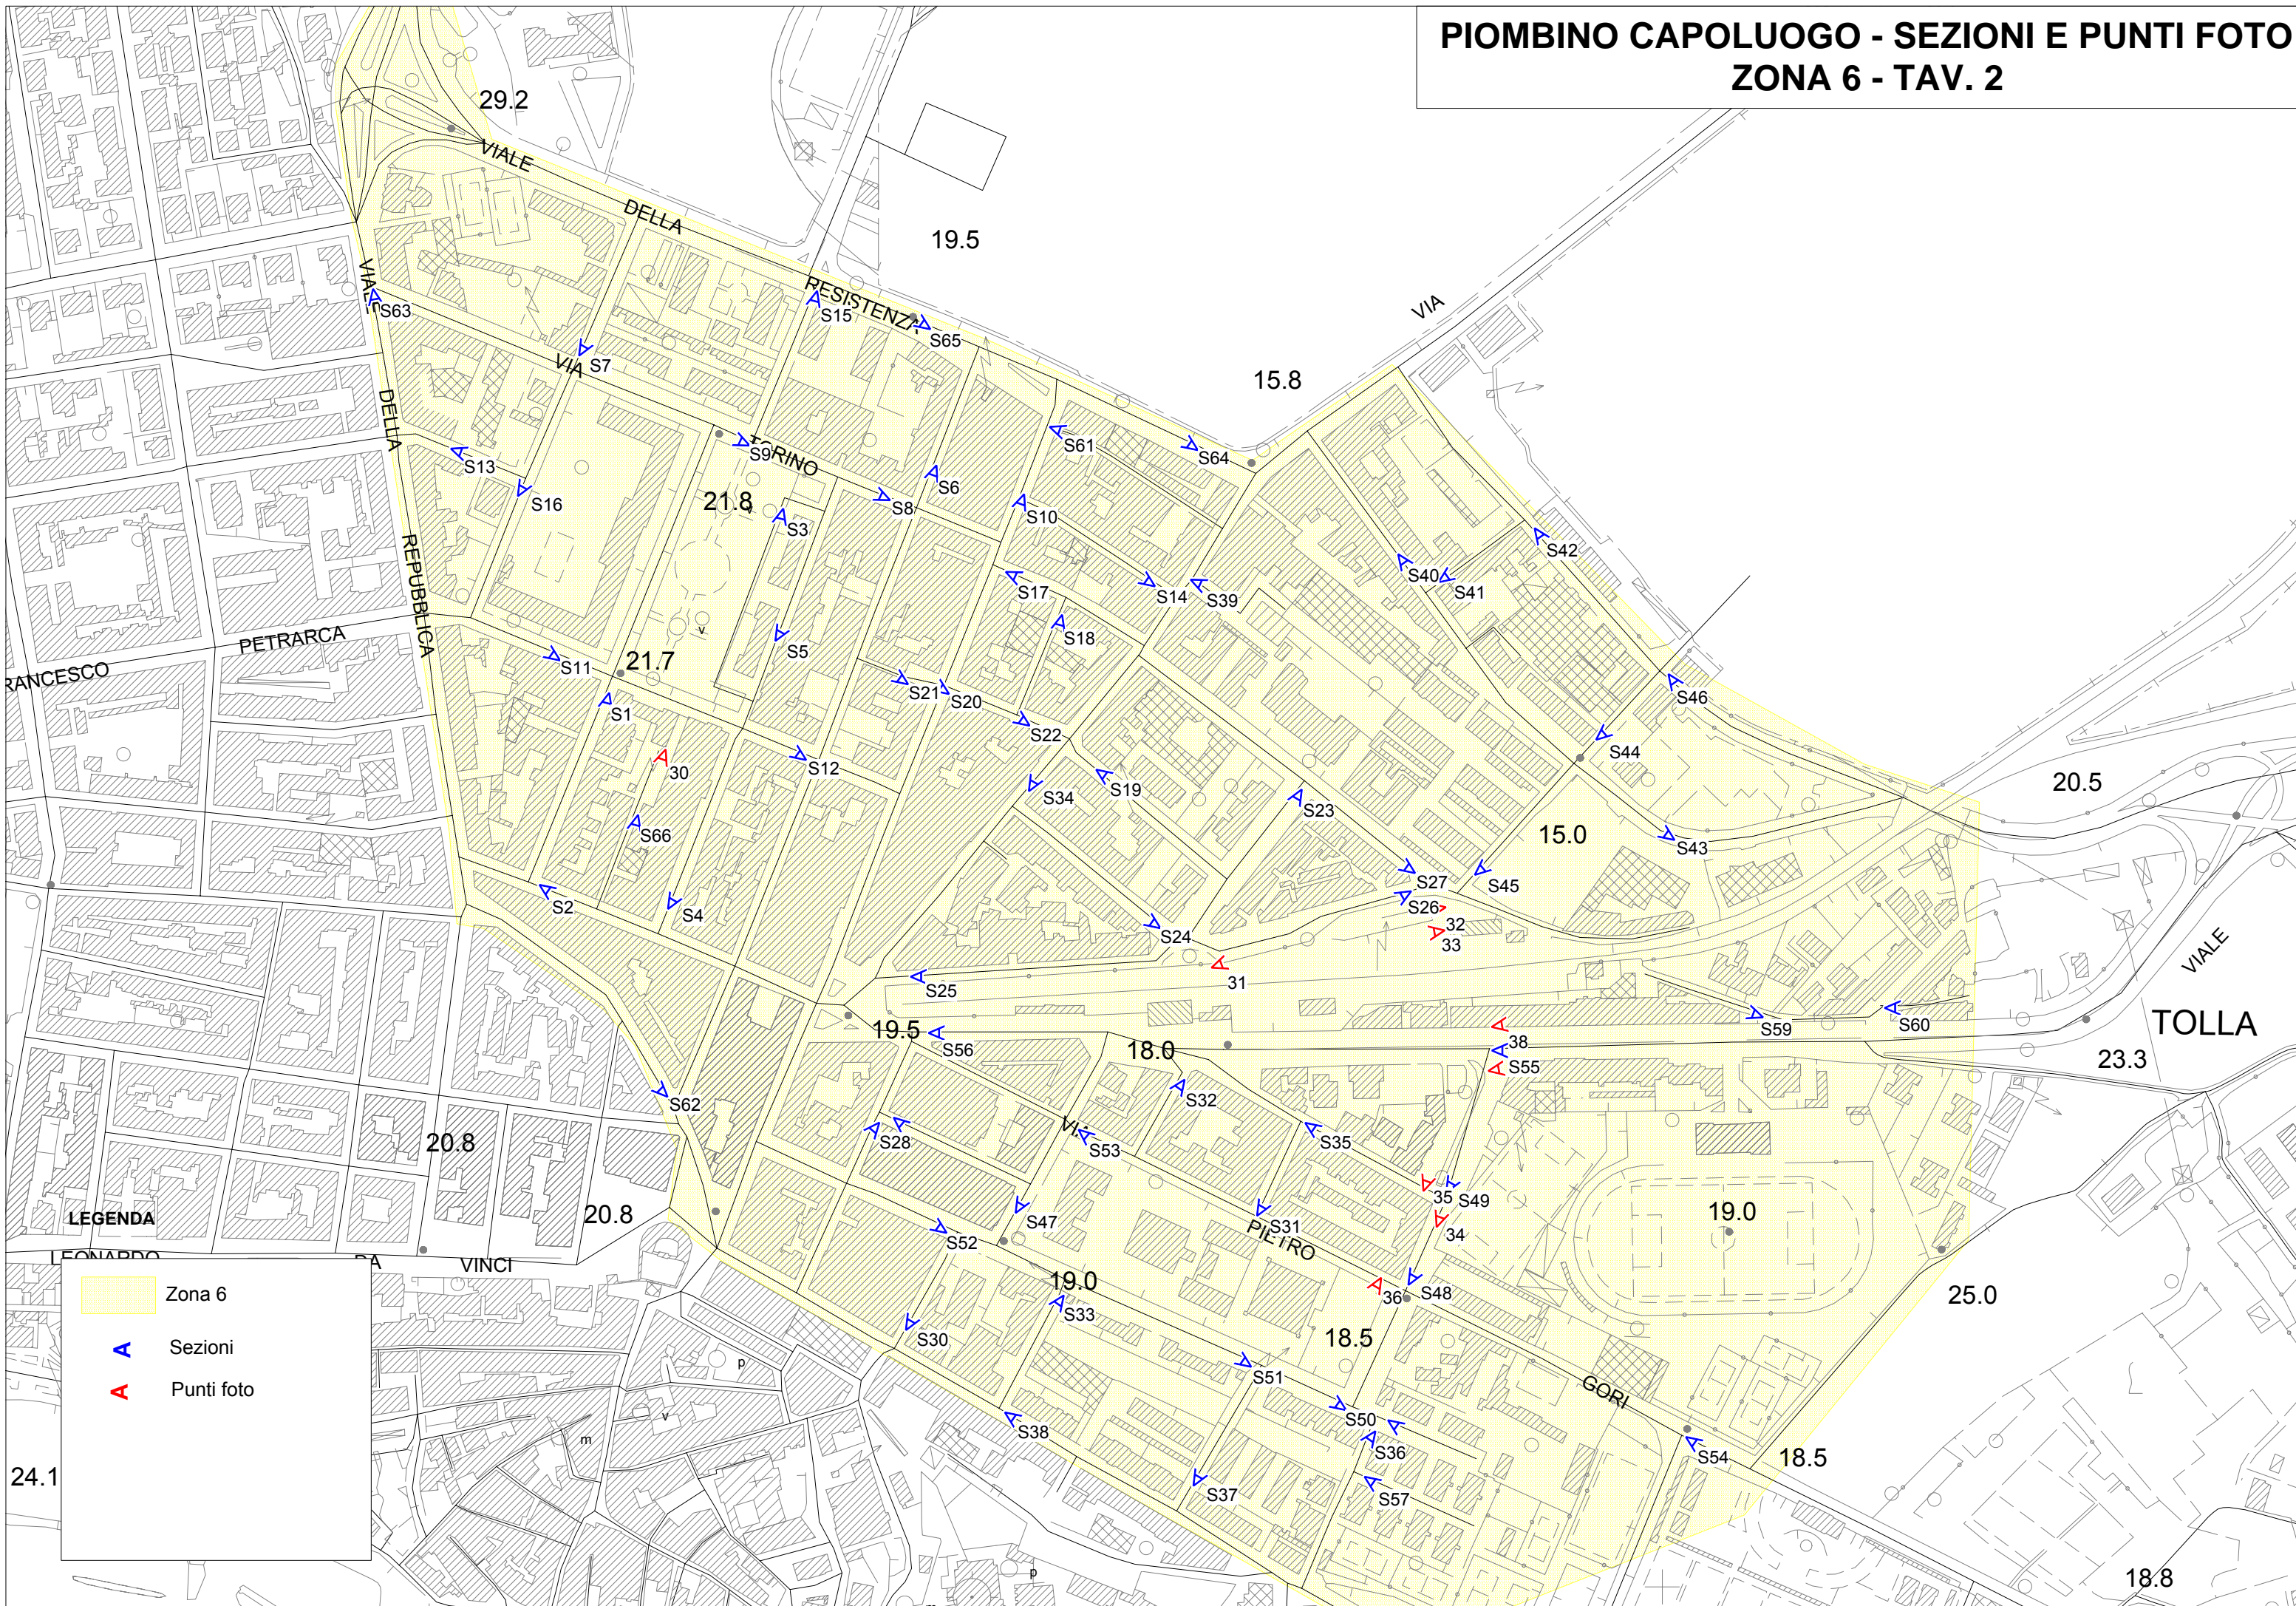 PIOMBINO CAPOLUOGO - SEZIONI E PUNTI FOTO
ZONA 6 - TAV. 2
29.2
VIALE
DELLA
19.5
RESISTENZA
S15
S65
VIA
15.8
VIALE
S63
S7
VIA
DELLA
S13
S16
S9
TORINO
S61
S64
21.8
S3
S8
S6
S10
S42
S40
S41
REPUBBLICA
S17
S14
S39
PETRARCA
S18
v
S5
S11
21.7
S21
S20
S46
S1
S22
S44
30
S12
S34
S19
S23
20.5
S66
15.0
S43
S27
S45
S2
S4
S26
32
S24
33
VIALE
31
S25
19.5
S56
18.0
38
S59
S60
TOLLA
S55
23.3
S62
S32
20.8
S28
VIA
S53
S35
35
S49
19.0
LEGENDA
20.8
S47
S31
34
LEONARDO
DA
VINCI
S52
PIETRO
Zona 6
19.0
S33
36
S48
25.0
S30
18.5
Sezioni
p
S51
GORI
Punti foto
v
S50
m
S38
S36
S54
18.5
24.1
S37
S57
p
18.8